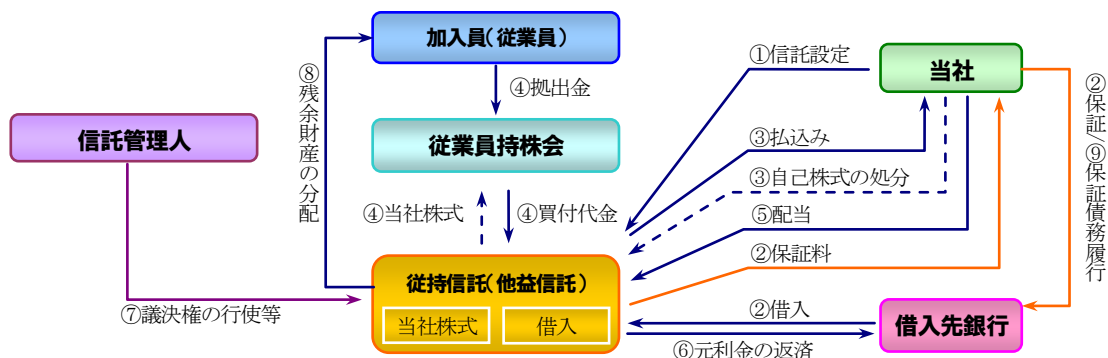 加入員(従業員)
①信託設定
当社
④拠出金
②保証/⑨保証債務履行
⑧残余財産の分配
信託管理人
従業員持株会
③払込み
③自己株式の処分
④当社株式
④買付代金
⑤配当
②保証料
従持信託(他益信託)
当社株式
借入
⑦議決権の行使等
②借入
借入先銀行
⑥元利金の返済